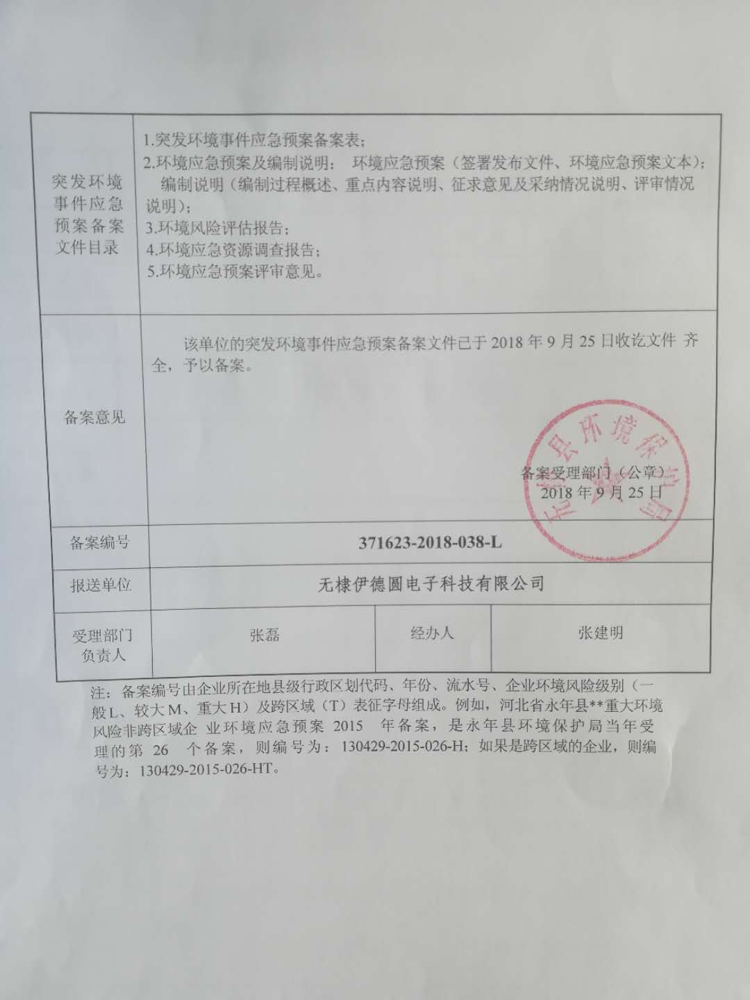 突发环境
事件应急
预案备案
文件目录
1.突发环境事件应急预案备案表；
2.环境应急预案及编制说明： 环境应急预案（签署发布文件、环境应急预案文本）；
编制说明（编制过程概述、重点内容说明、征求意见及采纳情况说明、评审情况
说明）；
3.环境风险评估报告；
4.环境应急资源调查报告；
5.环境应急预案评审意见。
备案意见
该单位的突发环境事件应急预案备案文件已于 2018 年 9 月 25 日收讫文件 齐
全，予以备案。
无棣县环境保护局
备案受理部门（公章）
2018 年 9 月 25 日
备案编号
371623-2018-038-L
报送单位
无棣伊德圆电子科技有限公司
受理部门
负责人
张磊
经办人
张建明
注：备案编号由企业所在地县级行政区划代码、年份、流水号、企业环境风险级别（一
般 L、较大 M、重大 H）及跨区域（T）表征字母组成。例如，河北省永年县**重大环境
风险非跨区域企 业环境应急预案 2015 年备案，是永年县环境保护局当年受
理的第 26 个备案，则编号为：130429-2015-026-H；如果是跨区域的企业，则编
号为：130429-2015-026-HT。